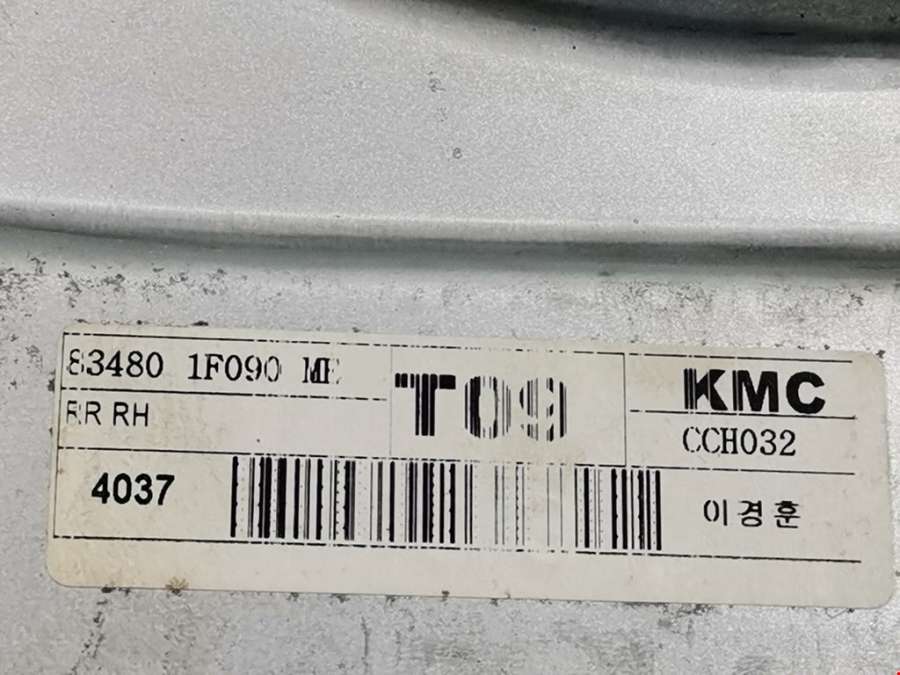 83480 1F090 ME
RR RH
T09
KMC
CCH032
4037
이경훈